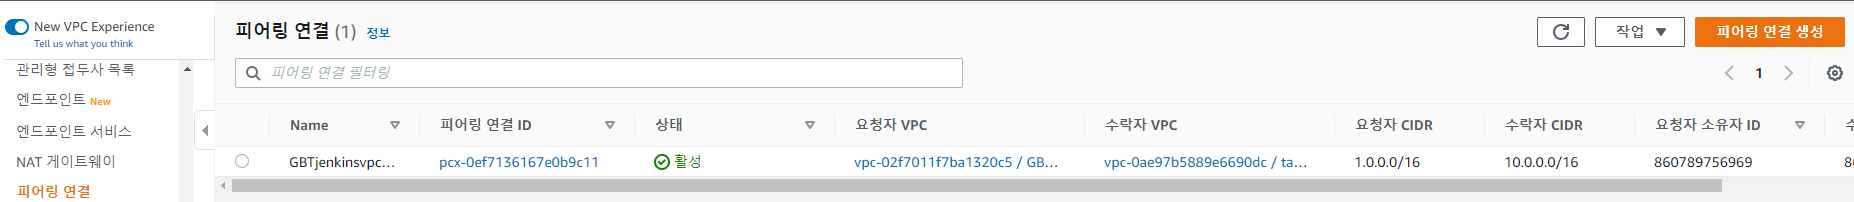 New VPC Experience
Tell us what you think
관리형 접두사 목록
엔드포인트 New
엔드포인트 서비스
NAT 게이트웨이
피어링 연결
피어링 연결 (1) 정보
작업
피어링 연결 생성
피어링 연결 필터링
1
Name 피어링 연결 ID 상태 요청자 VPC 수락자 VPC 요청자 CIDR 수락자 CIDR 요청자 소유자 ID
GBTjenkinsvpc... pcx-0ef7136167e0b9c11 활성 vpc-02f7011f7ba1320c5 / GB... vpc-0ae97b5889e6690dc / ta... 1.0.0.0/16 10.0.0.0/16 860789756969